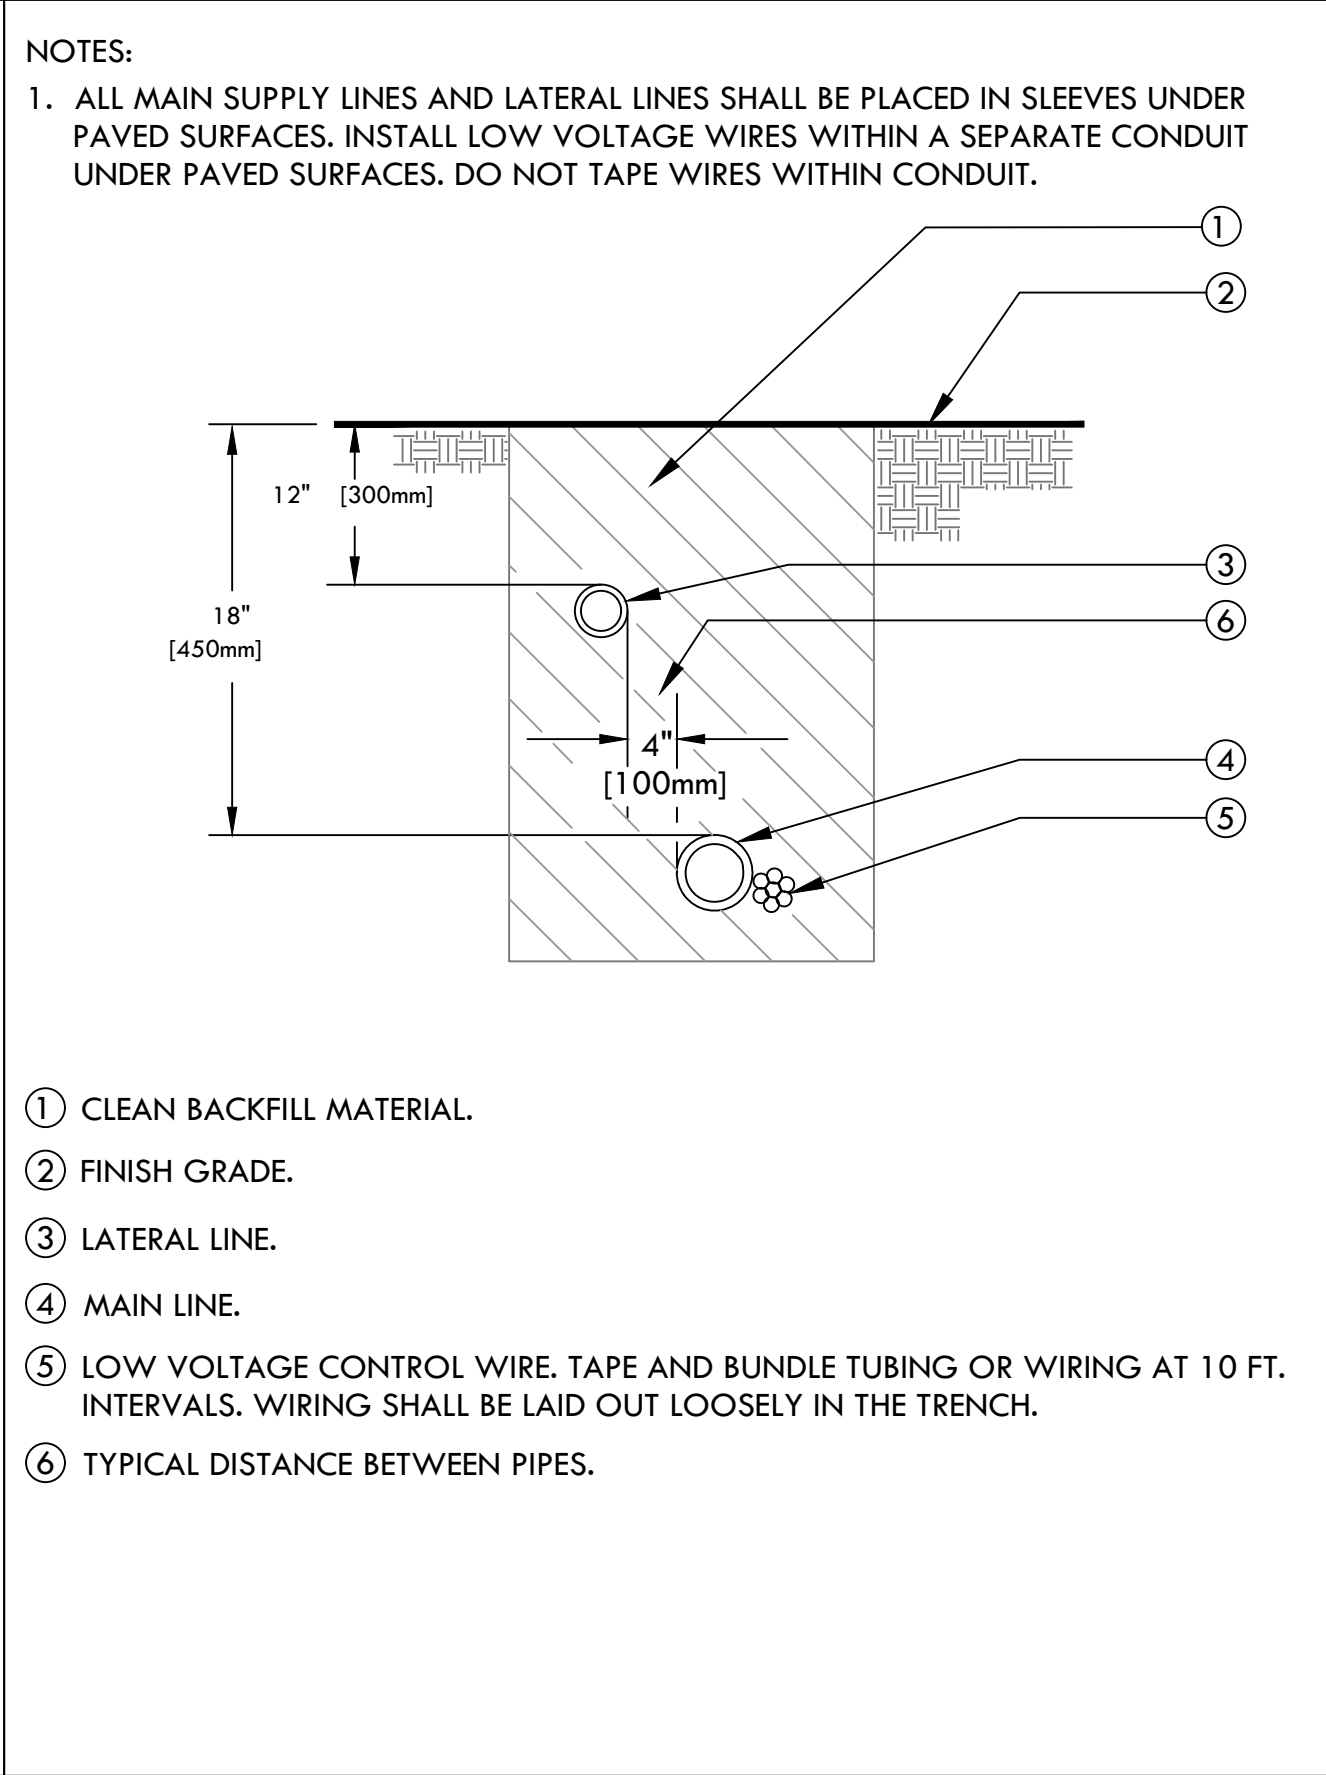 NOTES:
1. ALL MAIN SUPPLY LINES AND LATERAL LINES SHALL BE PLACED IN SLEEVES UNDER
PAVED SURFACES. INSTALL LOW VOLTAGE WIRES WITHIN A SEPARATE CONDUIT
UNDER PAVED SURFACES. DO NOT TAPE WIRES WITHIN CONDUIT.
1
2
12" [300mm]
3
18"
6
[450mm]
4"
4
[100mm]
5
1 CLEAN BACKFILL MATERIAL.
2 FINISH GRADE.
3 LATERAL LINE.
4 MAIN LINE.
5 LOW VOLTAGE CONTROL WIRE. TAPE AND BUNDLE TUBING OR WIRING AT 10 FT.
INTERVALS. WIRING SHALL BE LAID OUT LOOSELY IN THE TRENCH.
6 TYPICAL DISTANCE BETWEEN PIPES.